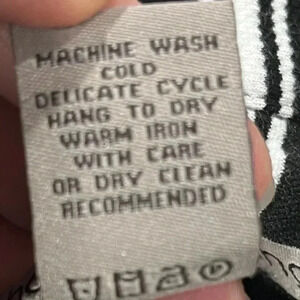 MACHINE WASH
COLD
DELICATE CYCLE
HANG TO DRY
WARM IRON
WITH CARE
OR DRY CLEAN
RECOMMENDED